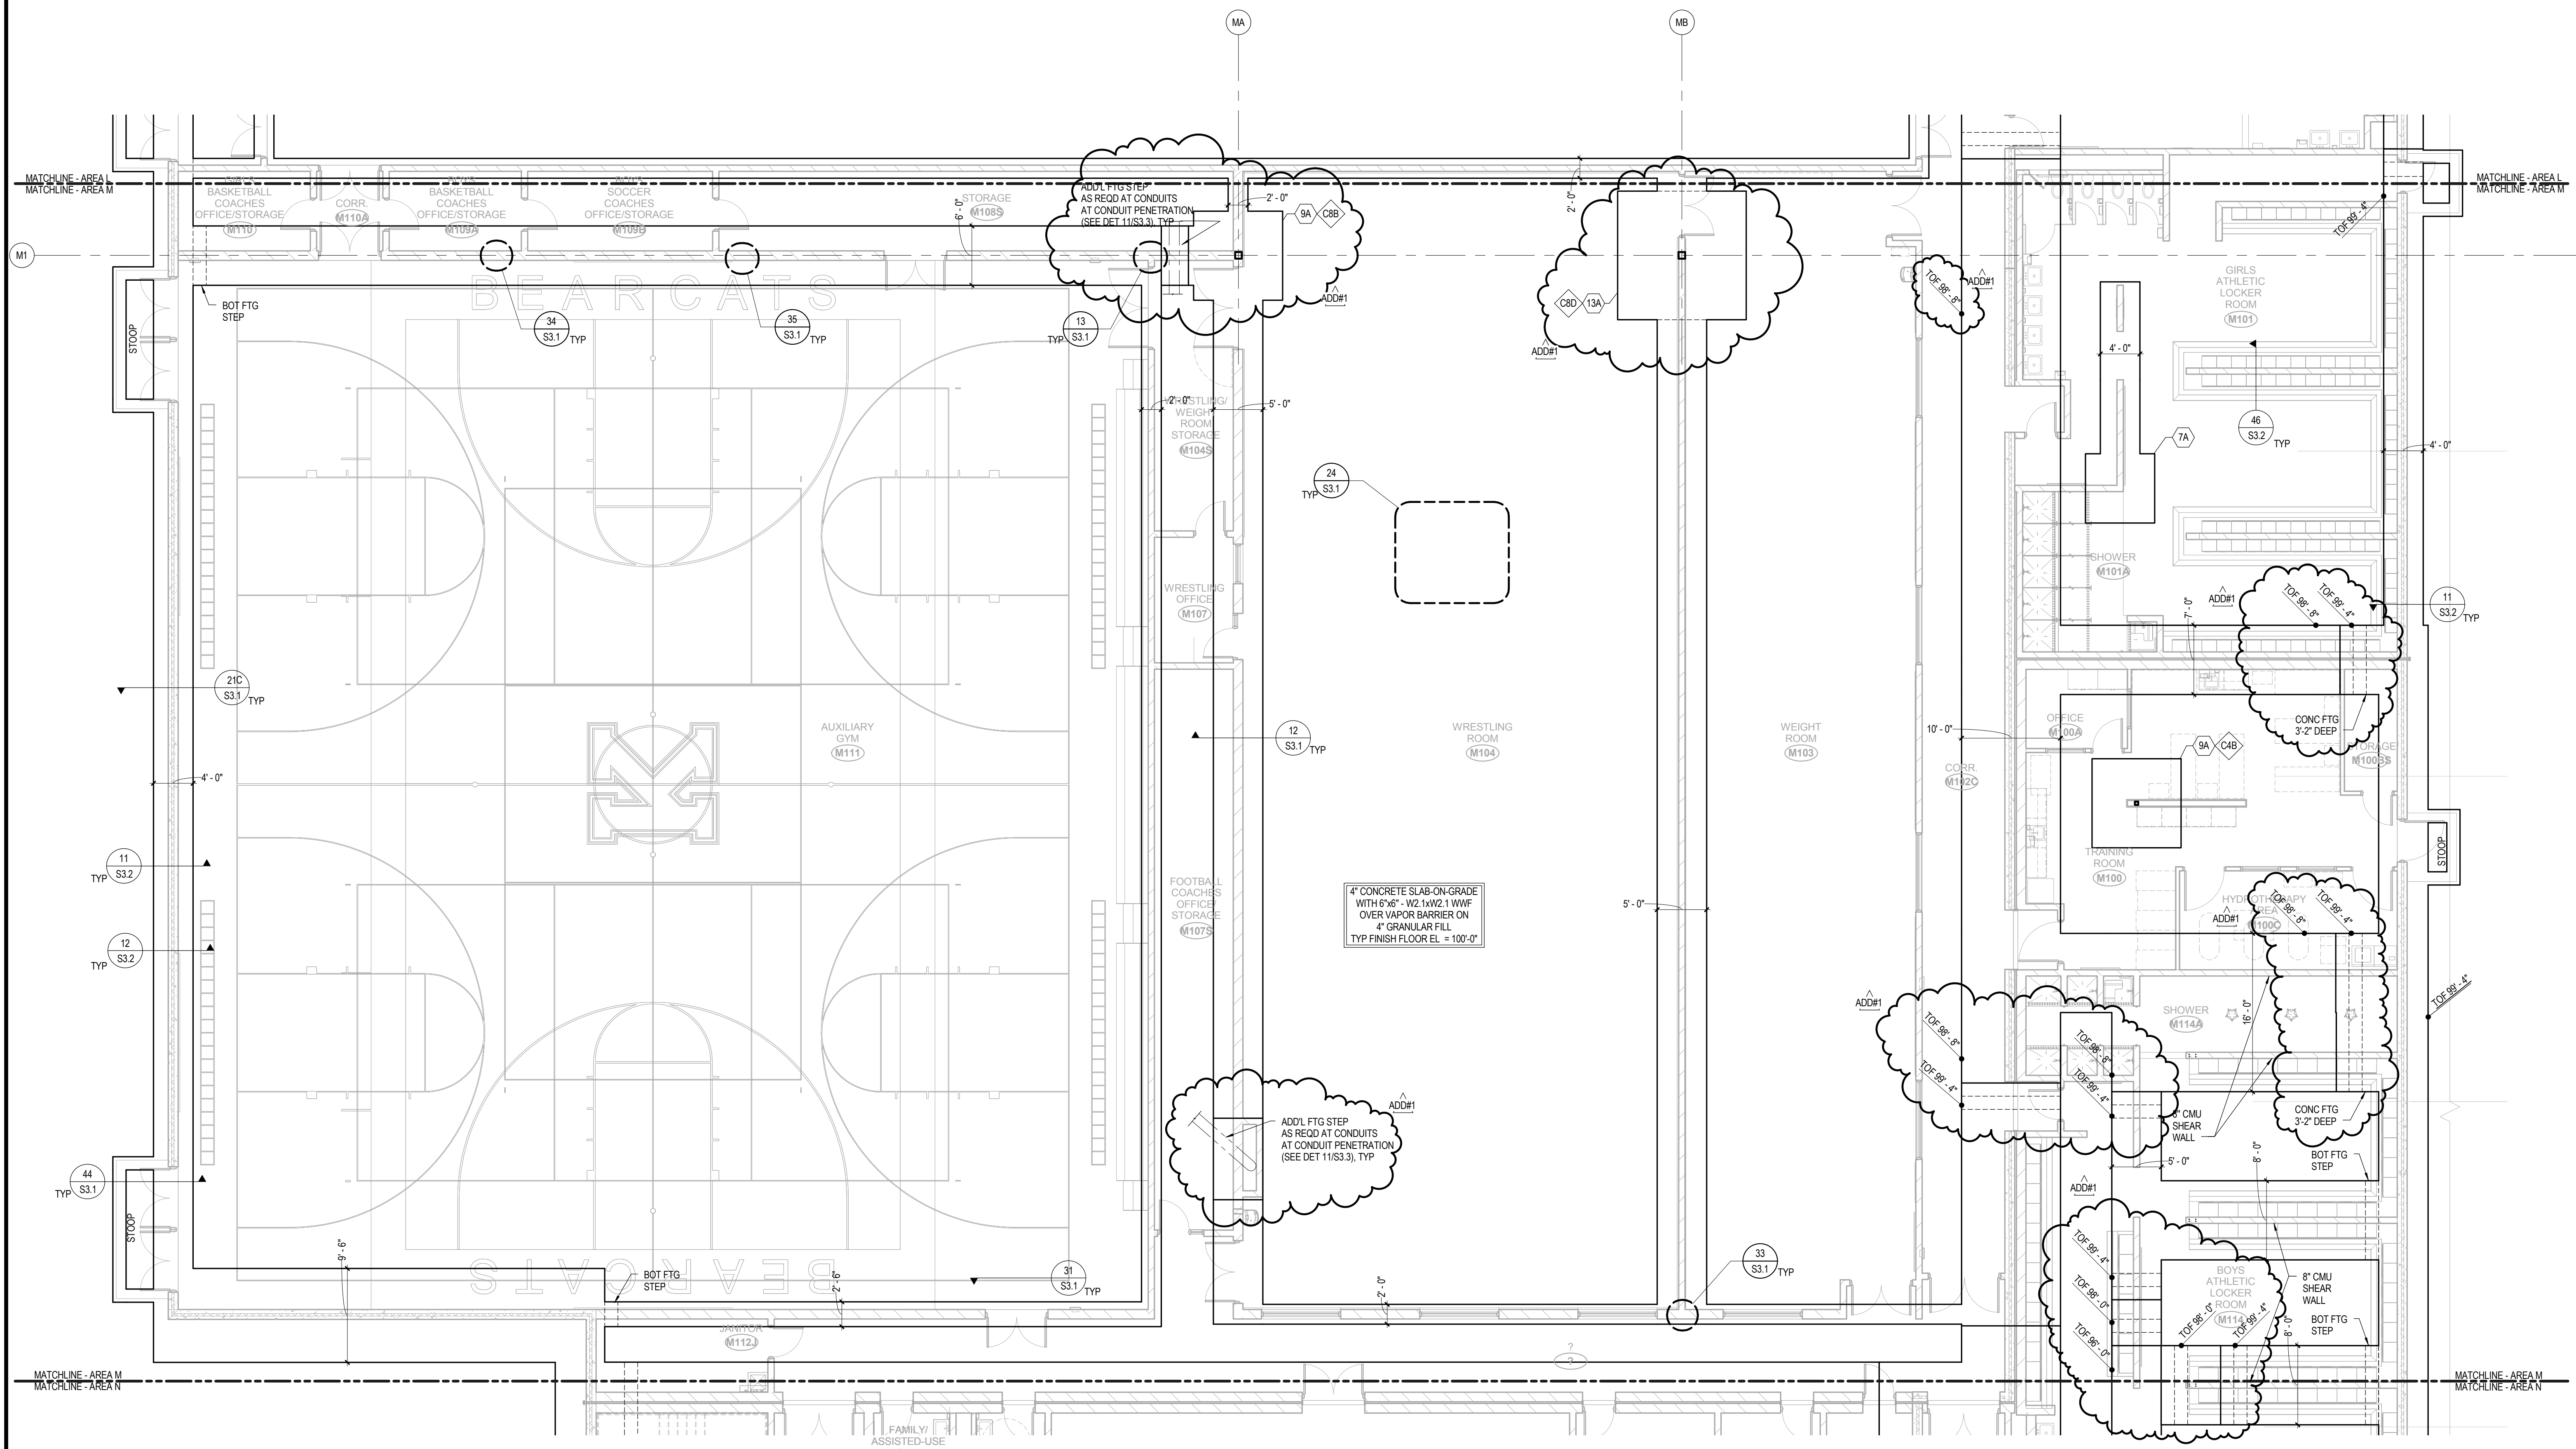 MA
MB
MATCHLINE - AREA L
MATCHLINE - AREA M
MATCHLINE - AREA L
MATCHLINE - AREA M
M1
BASKETBALL
COACHES
OFFICE/STORAGE
M110
CORR.
M110A
BASKETBALL
COACHES
OFFICE/STORAGE
M109A
SOCCER
COACHES
OFFICE/STORAGE
M109B
STORAGE
M108S
6' - 0"
ADD'L FTG STEP
AS REQD AT CONDUITS
AT CONDUIT PENETRATION
(SEE DET 11/S3.3), TYP
2' - 0"
9A
C8B
ADD#1
2' - 0"
C8D
13A
ADD#1
TOF 98' - 8"
ADD#1
TOF 99' - 4"
GIRLS
ATHLETIC
LOCKER
ROOM
M101
BOT FTG
STEP
STOOP
BEARCATS
34
S3.1
TYP
35
S3.1
TYP
13
S3.1
TYP
4' - 0"
46
S3.2
TYP
7A
4' - 0"
2' - 0"
5' - 0"
WRESTLING/
WEIGHT
ROOM
STORAGE
M104S
24
S3.1
TYP
WRESTLING
OFFICE
M107
SHOWER
M101A
7' - 0"
ADD#1
TOF 98' - 8"
TOF 99' - 4"
11
S3.2
TYP
CONC FTG
3'-2" DEEP
21C
S3.1
TYP
AUXILIARY
GYM
M111
12
S3.1
TYP
WRESTLING
ROOM
M104
WEIGHT
ROOM
M103
10' - 0"
CORR.
M102C
OFFICE
M100A
9A
C4B
STORAGE
M100BS
4' - 0"
11
S3.2
TYP
12
S3.2
TYP
FOOTBALL
COACHES
OFFICE/
STORAGE
M107S
4" CONCRETE SLAB-ON-GRADE
WITH 6"x6" - W2.1xW2.1 WWF
OVER VAPOR BARRIER ON
4" GRANULAR FILL
TYP FINISH FLOOR EL = 100'-0"
5' - 0"
TRAINING
ROOM
M100
STOOP
HYDROTHERAPY
AREA
M100C
ADD#1
TOF 98' - 8"
TOF 99' - 4"
TOF 99' - 4"
16' - 0"
SHOWER
M114A
ADD#1
TOF 98' - 8"
TOF 99' - 4"
TOF 98' - 8"
TOF 99' - 4"
8" CMU
SHEAR
WALL
CONC FTG
3'-2" DEEP
BOT FTG
STEP
5' - 0"
8' - 0"
ADD#1
ADD'L FTG STEP
AS REQD AT CONDUITS
AT CONDUIT PENETRATION
(SEE DET 11/S3.3), TYP
ADD#1
44
S3.1
TYP
STOOP
9' - 6"
BOT FTG
STEP
BEARCATS
2' - 6"
31
S3.1
TYP
2' - 0"
33
S3.1
TYP
TOF 99' - 4"
TOF 98' - 0"
TOF 96' - 0"
BOYS
ATHLETIC
LOCKER
ROOM
M114
TOF 98' - 0"
TOF 99' - 4"
8" CMU
SHEAR
WALL
BOT FTG
STEP
8' - 0"
JANITOR
M112J
?
?
MATCHLINE - AREA M
MATCHLINE - AREA N
MATCHLINE - AREA M
MATCHLINE - AREA N
FAMILY/
ASSISTED-USE